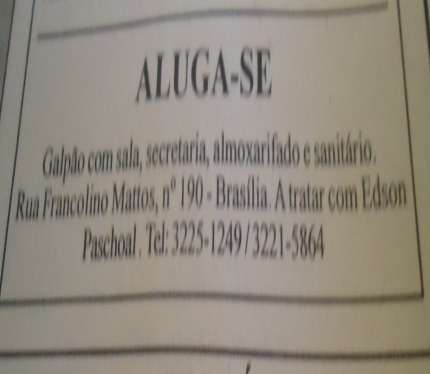 ALUGA-SE
Galpão com sala, secretaria, almoxarifado e sanitário.
Rua Francolino Mattos, nº 190 - Brasília. A tratar com Edson
Paschoal . Tel: 3225-1249 / 3221-5864